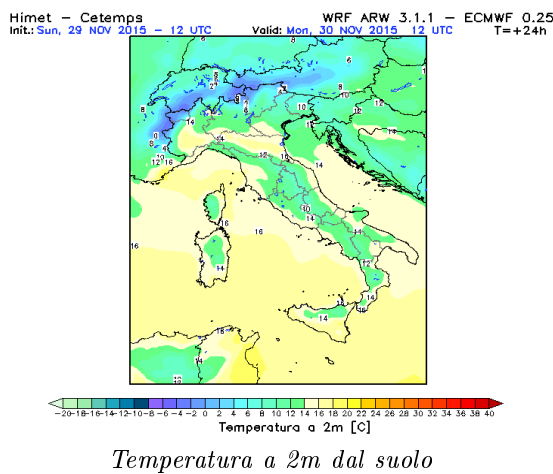 Himet – Cetemps WRF ARW 3.1.1 – ECMWF 0.25
Init.: Sun, 29 NOV 2015 – 12 UTC Valid: Mon, 30 NOV 2015 12 UTC T=+24h
-20-18-16-14-12-10-8 -6 -4 -2 0 2 4 6 8 10 12 14 16 18 20 22 24 26 28 30 32 34 36 38 40
Temperatura a 2m [C]
Temperatura a 2m dal suolo